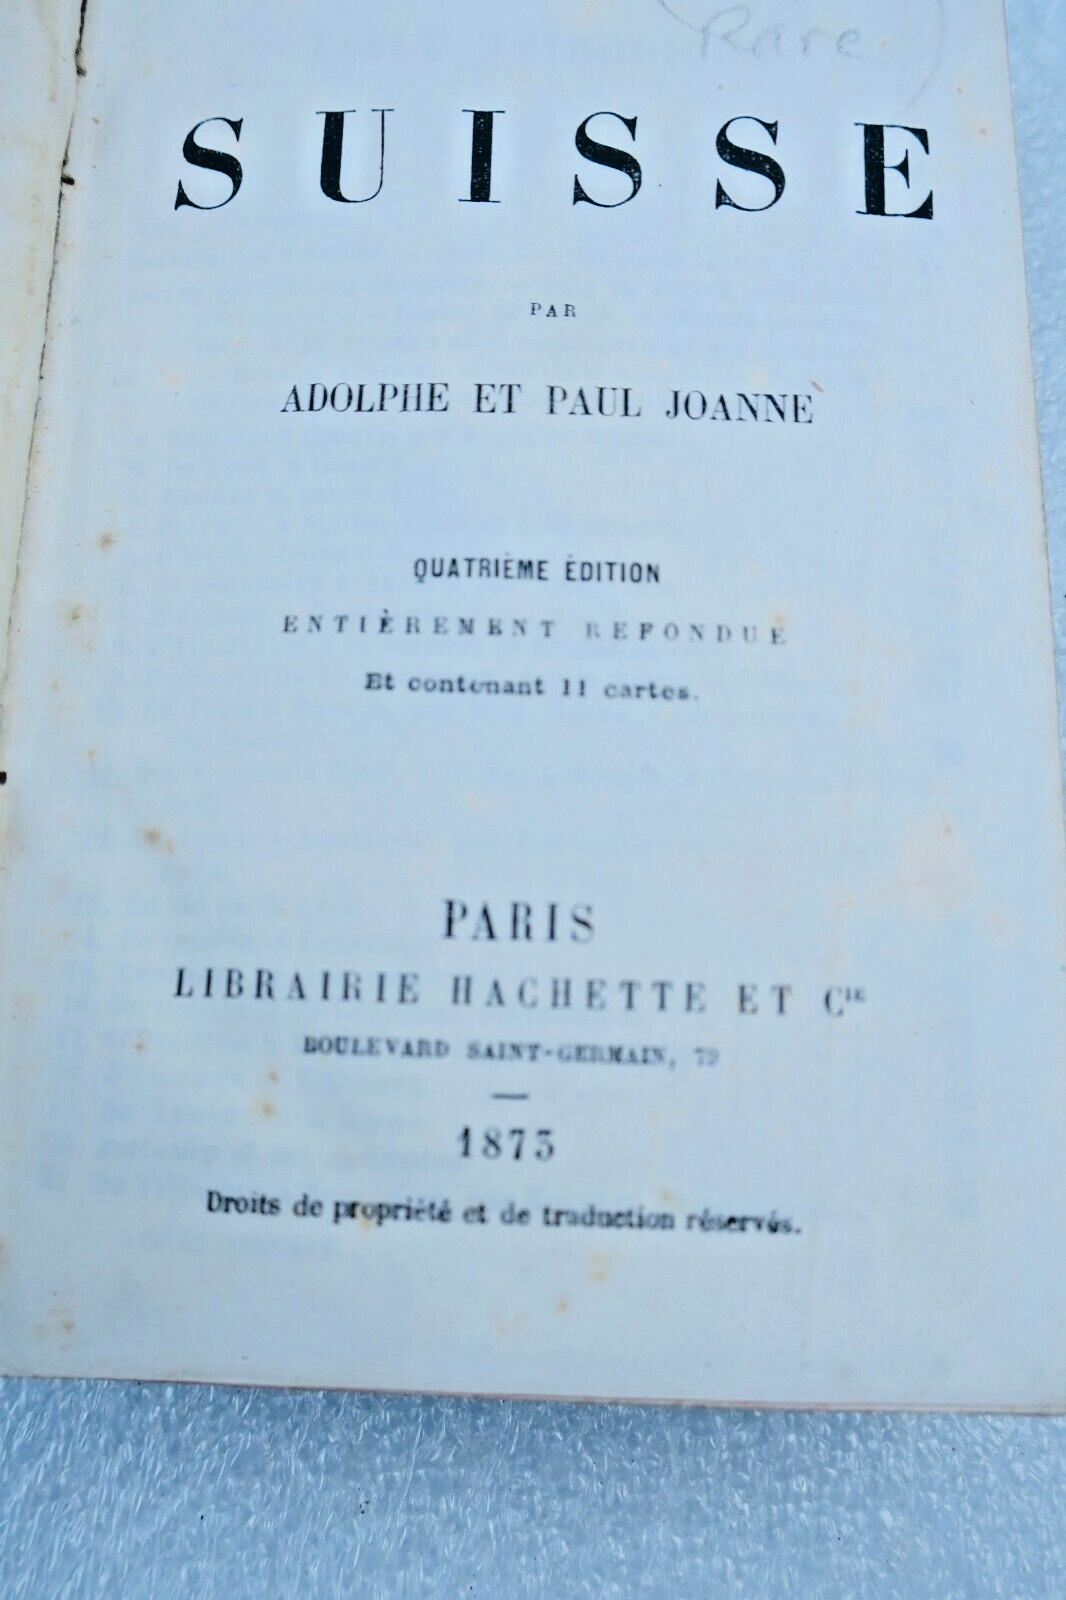 Rare
SUISSE
PAR
ADOLPHE ET PAUL JOANNE
QUATRIÈME ÉDITION
ENTIÈREMENT REFONDUE
Et contenant 11 cartes.
PARIS
LIBRAIRIE HACHETTE ET Cⁱᴱ
BOULEVARD SAINT-GERMAIN, 79
—
1873
Droits de propriété et de traduction réservés.